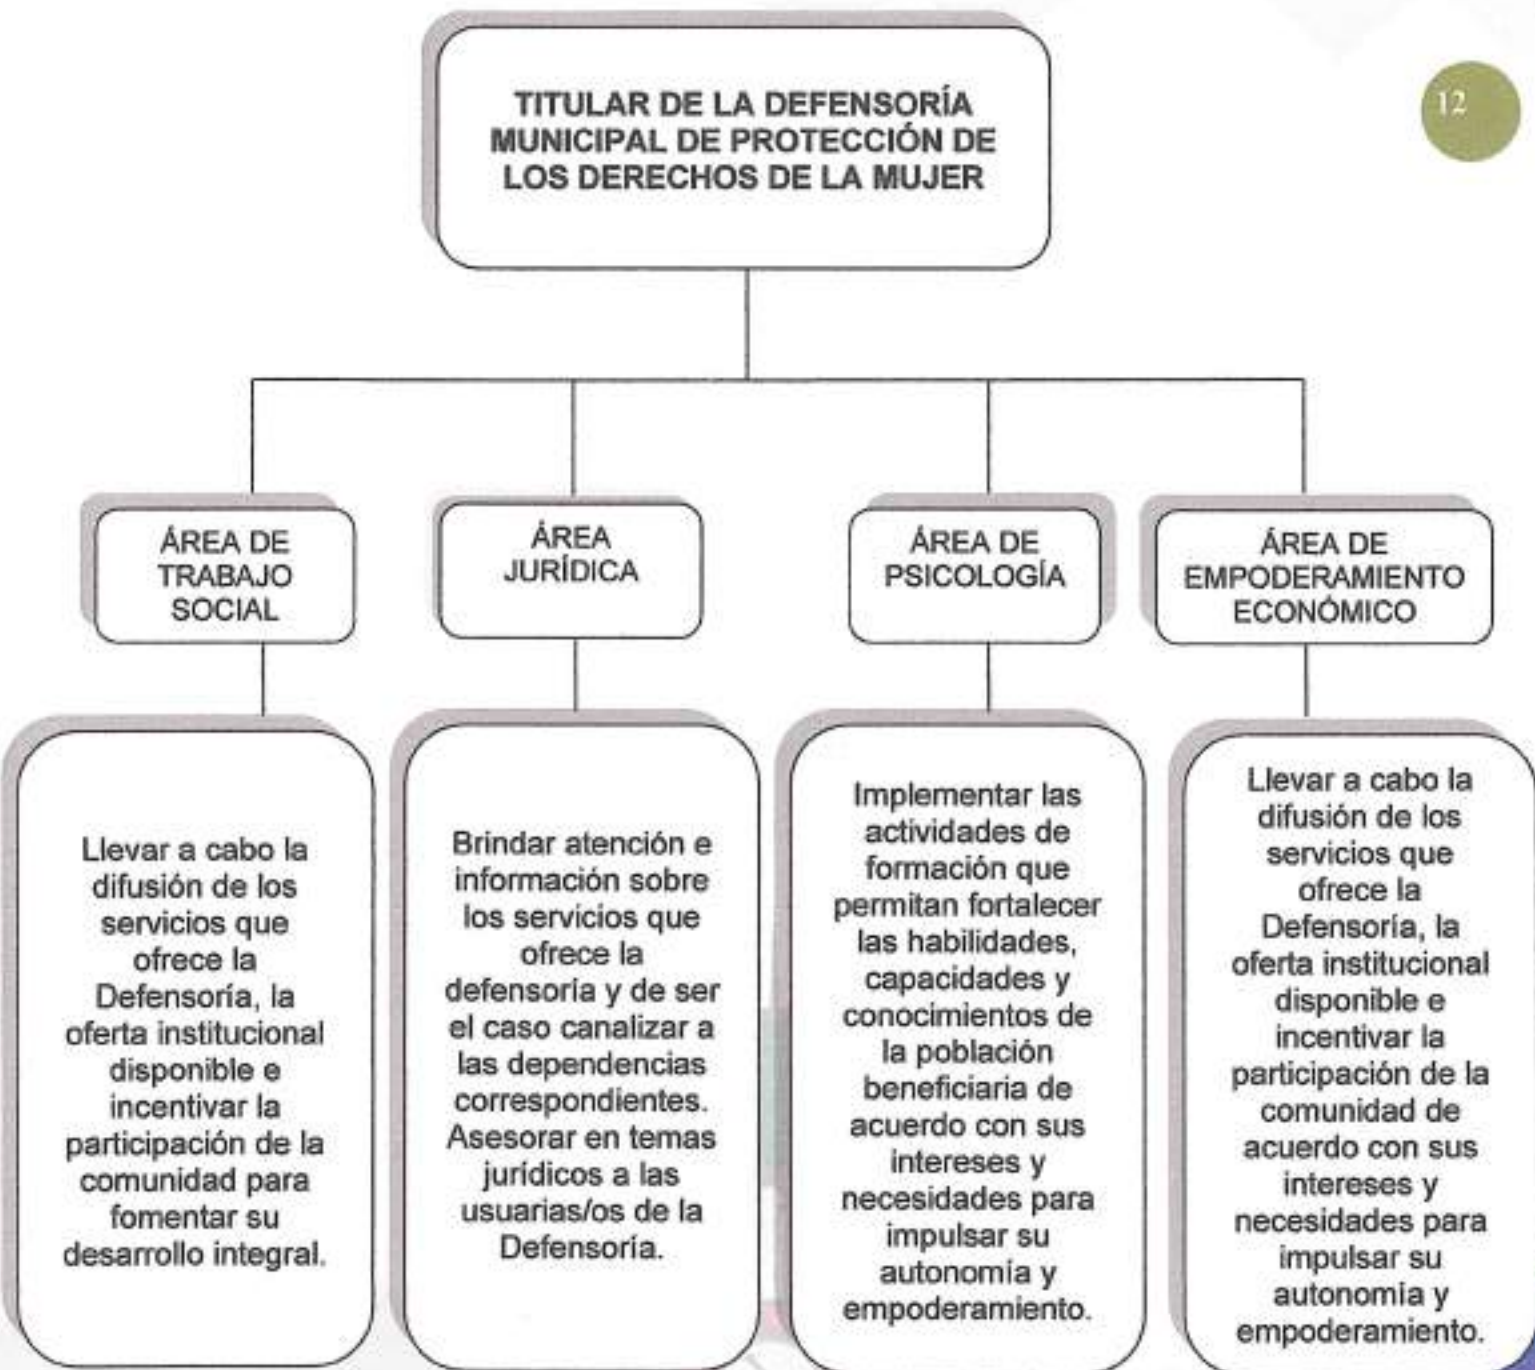 TITULAR DE LA DEFENSORÍA
MUNICIPAL DE PROTECCIÓN DE
LOS DERECHOS DE LA MUJER
12
ÁREA DE
TRABAJO
SOCIAL
ÁREA
JURÍDICA
ÁREA DE
PSICOLOGÍA
ÁREA DE
EMPODERAMIENTO
ECONÓMICO
Llevar a cabo la
difusión de los
servicios que
ofrece la
Defensoría, la
oferta institucional
disponible e
incentivar la
participación de la
comunidad para
fomentar su
desarrollo integral.
Brindar atención e
información sobre
los servicios que
ofrece la
defensoría y de ser
el caso canalizar a
las dependencias
correspondientes.
Asesorar en temas
jurídicos a las
usuarias/os de la
Defensoría.
Implementar las
actividades de
formación que
permitan fortalecer
las habilidades,
capacidades y
conocimientos de
la población
beneficiaria de
acuerdo con sus
intereses y
necesidades para
impulsar su
autonomía y
empoderamiento.
Llevar a cabo la
difusión de los
servicios que
ofrece la
Defensoría, la
oferta institucional
disponible e
incentivar la
participación de la
comunidad de
acuerdo con sus
intereses y
necesidades para
impulsar su
autonomía y
empoderamiento.